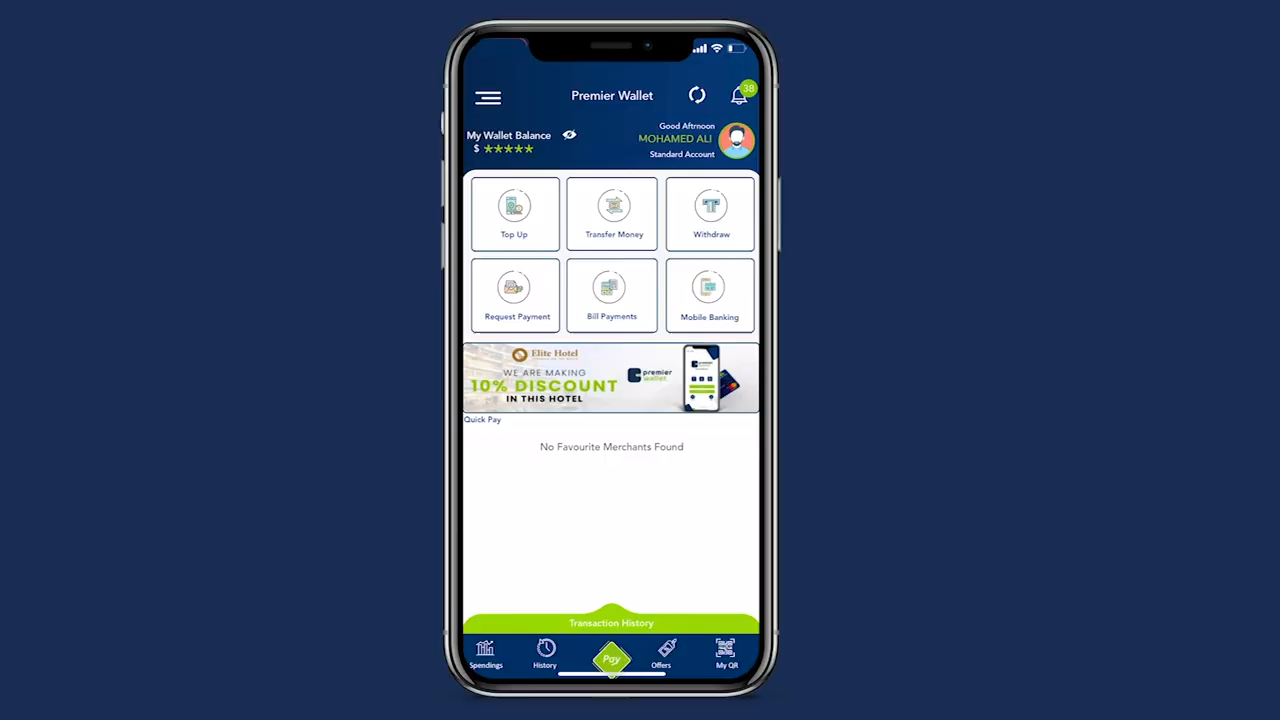 Premier Wallet
38
My Wallet Balance
$ *****
Good Aftrnoon
MOHAMED ALI
Standard Account
Top Up
Transfer Money
Withdraw
Request Payment
Bill Payments
Mobile Banking
Elite Hotel
WE ARE MAKING
10% DISCOUNT
IN THIS HOTEL
premier
wallet
Quick Pay
No Favourite Merchants Found
Transaction History
Spendings
History
Pay
Offers
My QR